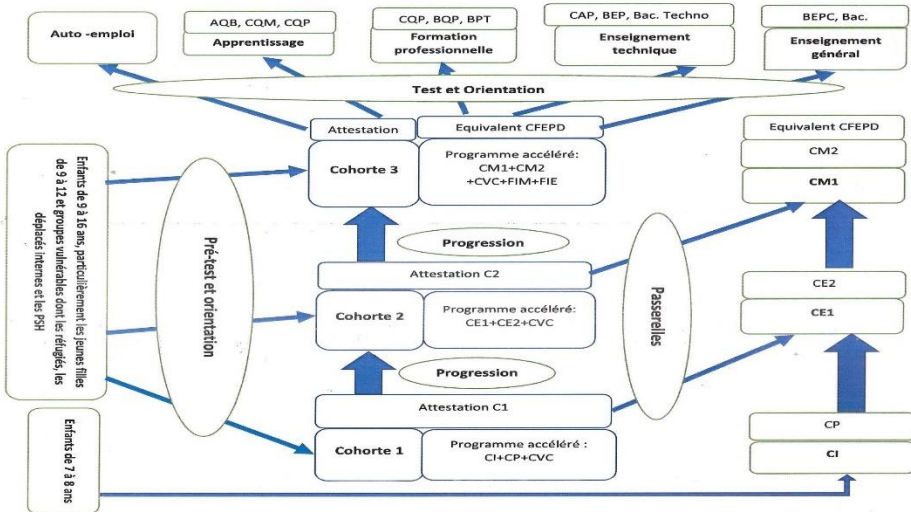 Auto -emploi
AQB, CQM, CQP
Apprentissage
CQP, BQP, BPT
Formation
professionnelle
CAP, BEP, Bac. Techno
Enseignement
technique
BEPC, Bac.
Enseignement
général
Test et Orientation
Attestation
Equivalent CFEPD
Cohorte 3
Programme accéléré:
CM1+CM2
+CVC+FIM+FIE
Equivalent CFEPD
CM2
CM1
Enfants de 9 à 16 ans, particulièrement les jeunes filles
de 9 à 12 et groupes vulnérables dont les réfugiés, les
déplacés internes et les PSH
Pré-test et orientation
Progression
Attestation C2
Cohorte 2
Programme accéléré:
CE1+CE2+CVC
Passerelles
CE2
CE1
Progression
Attestation C1
Cohorte 1
Programme accéléré :
CI+CP+CVC
CP
CI
Enfants de 7 à 8 ans